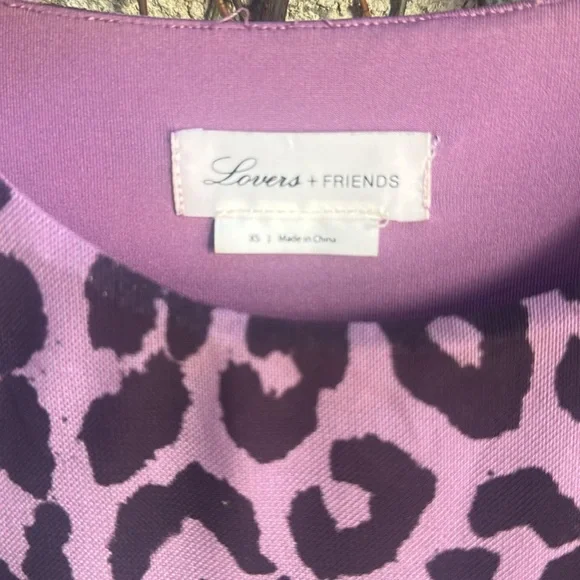 Lovers + FRIENDS
XS | Made in China